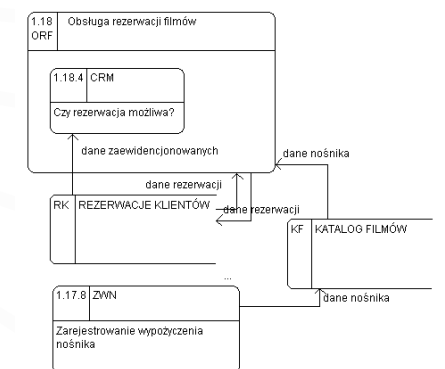 1.18 Obsługa rezerwacji filmów
ORF
1.18.4 CRM
Czy rezerwacja możliwa?
dane zaewidencjonowanych
dane nośnika
dane rezerwacji
RK REZERWACJE KLIENTÓW
dane rezerwacji
KF KATALOG FILMÓW
...
1.17.8 ZWN
dane nośnika
Zarejestrowanie wypożyczenia
nośnika